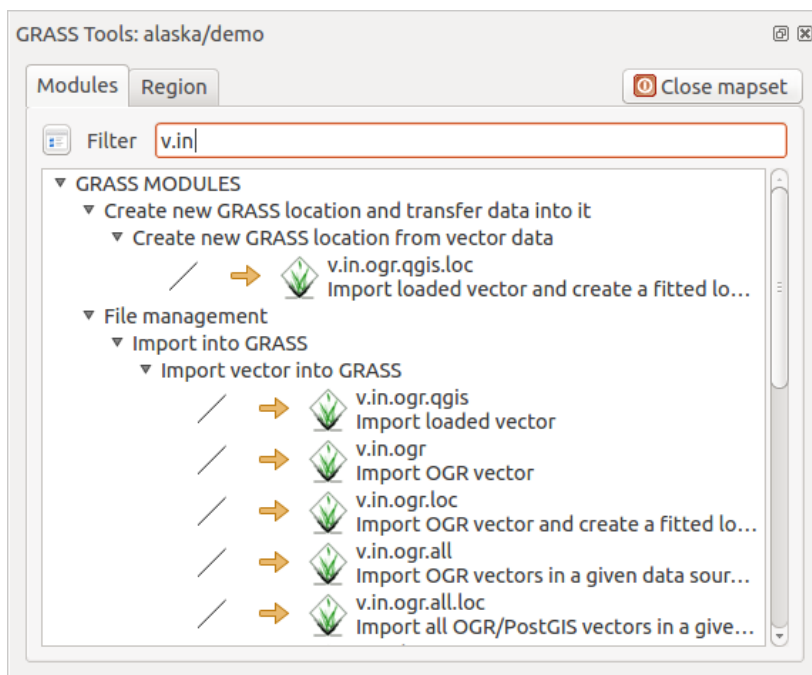 GRASS Tools: alaska/demo
Modules
Region
Close mapset
Filter
v.in
GRASS MODULES
Create new GRASS location and transfer data into it
Create new GRASS location from vector data
v.in.ogr.qgis.loc
Import loaded vector and create a fitted lo...
File management
Import into GRASS
Import vector into GRASS
v.in.ogr.qgis
Import loaded vector
v.in.ogr
Import OGR vector
v.in.ogr.loc
Import OGR vector and create a fitted lo...
v.in.ogr.all
Import OGR vectors in a given data sour...
v.in.ogr.all.loc
Import all OGR/PostGIS vectors in a give...